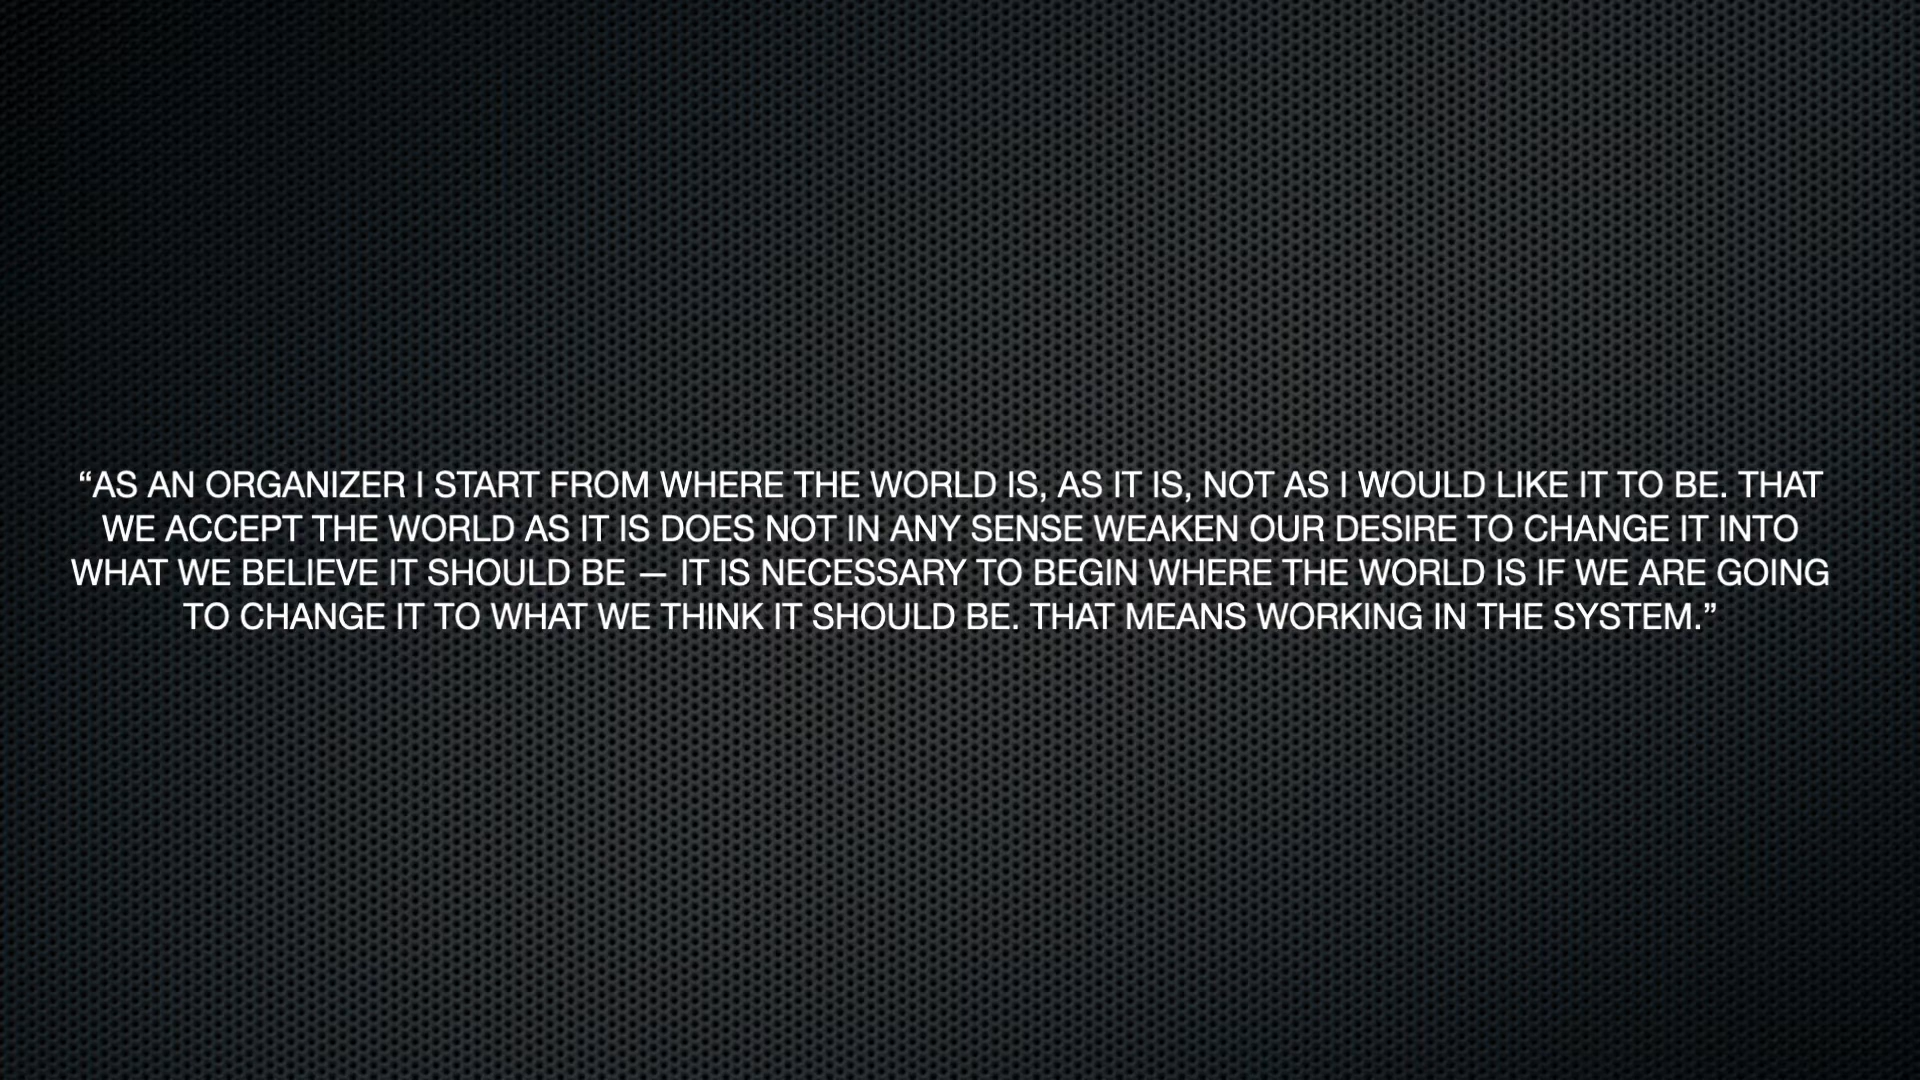 “AS AN ORGANIZER I START FROM WHERE THE WORLD IS, AS IT IS, NOT AS I WOULD LIKE IT TO BE. THAT
WE ACCEPT THE WORLD AS IT IS DOES NOT IN ANY SENSE WEAKEN OUR DESIRE TO CHANGE IT INTO
WHAT WE BELIEVE IT SHOULD BE — IT IS NECESSARY TO BEGIN WHERE THE WORLD IS IF WE ARE GOING
TO CHANGE IT TO WHAT WE THINK IT SHOULD BE. THAT MEANS WORKING IN THE SYSTEM.”